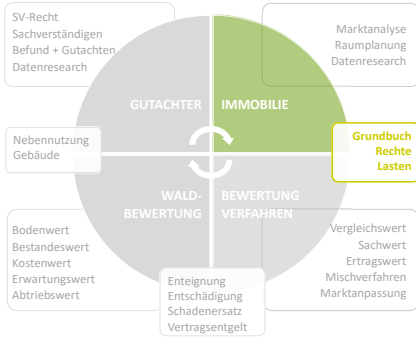 SV-Recht
Sachverständigen
Befund + Gutachten
Datenresearch
Marktanalyse
Raumplanung
Datenresearch
GUTACHTER
IMMOBILIE
Nebennutzung
Gebäude
Grundbuch
Rechte
Lasten
WALD-
BEWERTUNG
BEWERTUNG
VERFAHREN
Bodenwert
Bestandeswert
Kostenwert
Erwartungswert
Abtriebswert
Enteignung
Entschädigung
Schadenersatz
Vertragsentgelt
Vergleichswert
Sachwert
Ertragswert
Mischverfahren
Marktanpassung